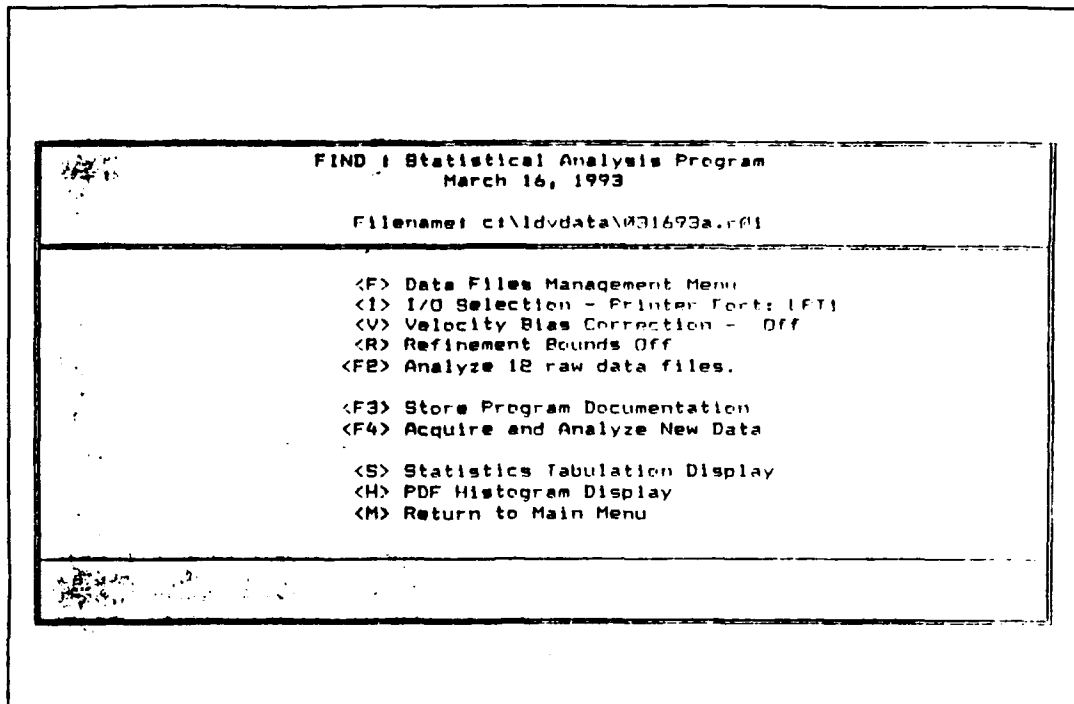 FIND : Statistical Analysis Program
March 16, 1993
Filename: c:\ldvdata\031693a.r01
<F> Data Files Management Menu
<I> I/O Selection - Printer Port: LPT1
<V> Velocity Bias Correction - Off
<R> Refinement Bounds Off
<F2> Analyze 12 raw data files.
<F3> Store Program Documentation
<F4> Acquire and Analyze New Data
<S> Statistics Tabulation Display
<H> PDF Histogram Display
<M> Return to Main Menu